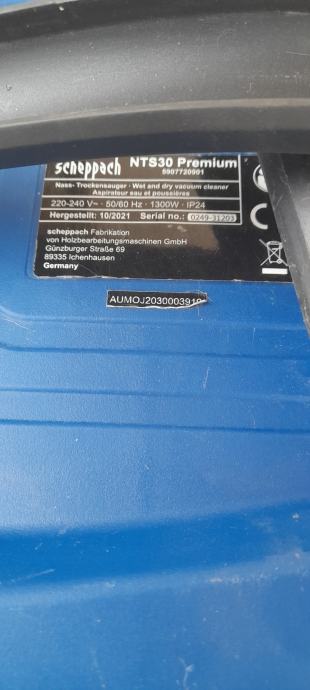 scheppach NTS30 Premium
5907720901
Nass- Trockensauger · Wet and dry vacuum cleaner
Aspirateur eau et poussières
220-240 V~ · 50/60 Hz · 1300W · IP24
Hergestellt: 10/2021 Serial no.: 0249-31203
scheppach Fabrikation
von Holzbearbeitungsmaschinen GmbH
Günzburger Straße 69
89335 Ichenhausen
Germany